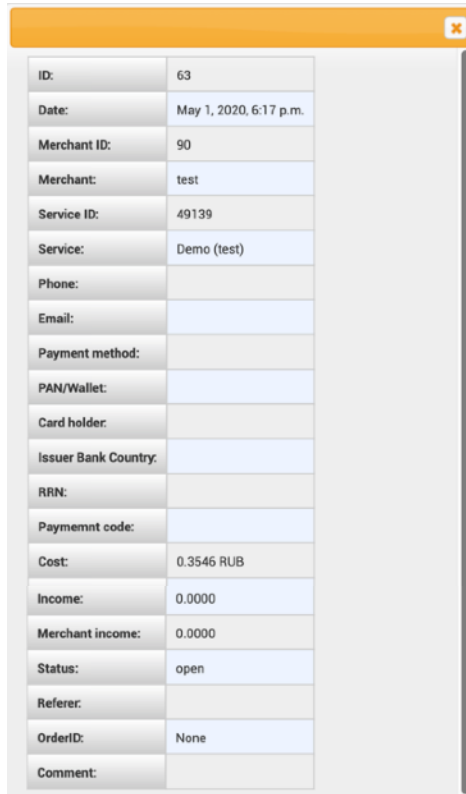 ID: 63
Date: May 1, 2020, 6:17 p.m.
Merchant ID: 90
Merchant: test
Service ID: 49139
Service: Demo (test)
Phone:
Email:
Payment method:
PAN/Wallet:
Card holder:
Issuer Bank Country:
RRN:
Paymemnt code:
Cost: 0.3546 RUB
Income: 0.0000
Merchant income: 0.0000
Status: open
Referer:
OrderID: None
Comment: